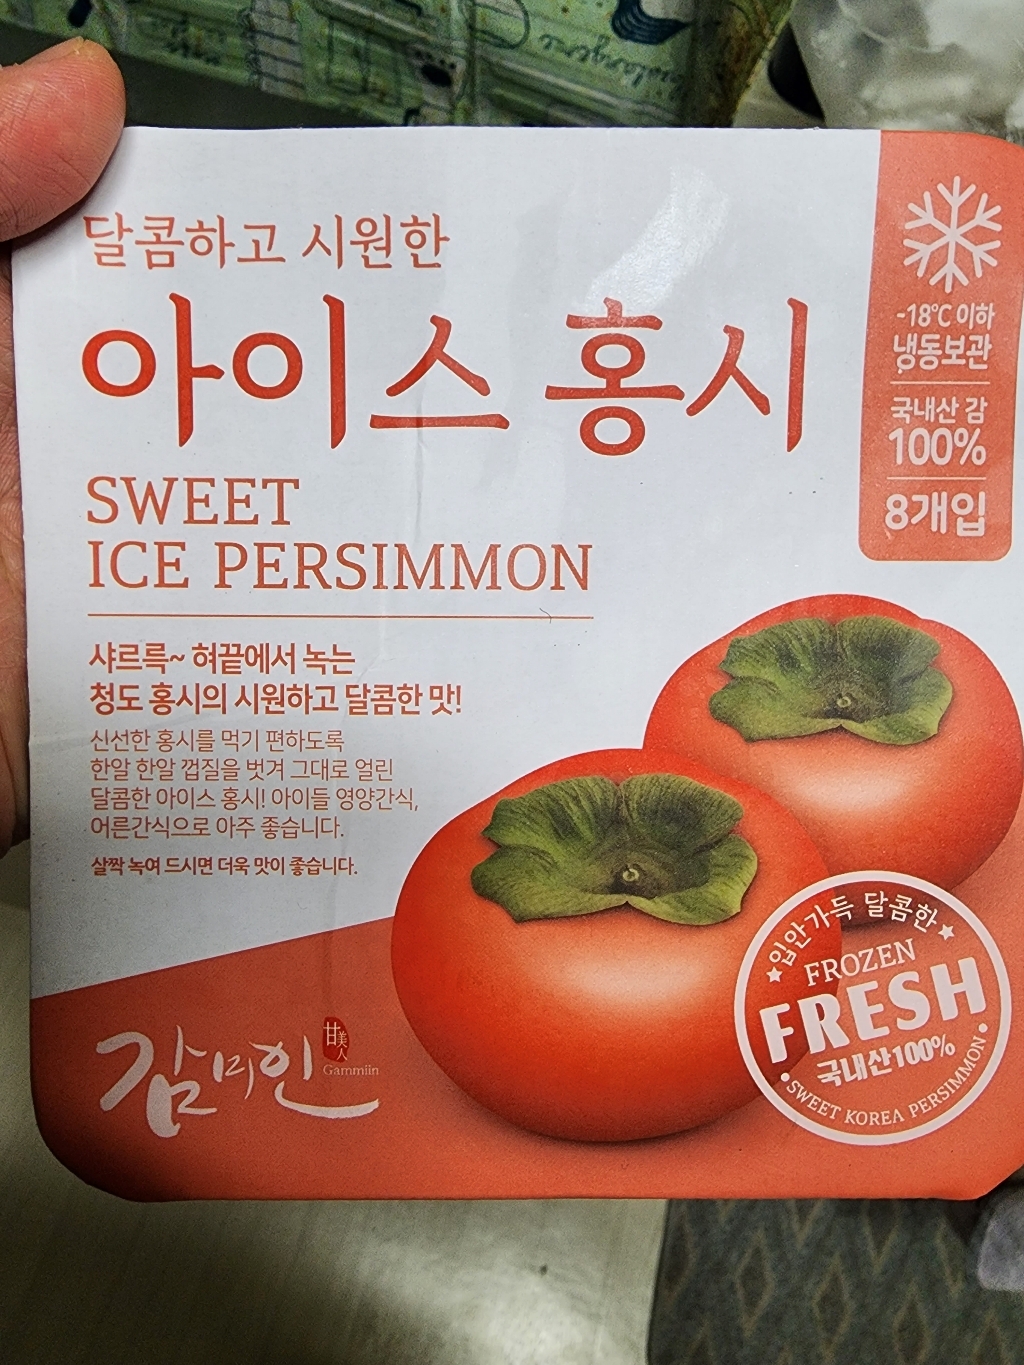 달콤하고 시원한
아이스 홍시
SWEET
ICE PERSIMMON
샤르륵~ 혀끝에서 녹는
청도 홍시의 시원하고 달콤한 맛!
신선한 홍시를 먹기 편하도록
한알 한알 껍질을 벗겨 그대로 얼린
달콤한 아이스 홍시! 아이들 영양간식,
어른간식으로 아주 좋습니다.
살짝 녹여 드시면 더욱 맛이 좋습니다.
-18℃ 이하
냉동보관
국내산 감
100%
8개입
감미인
甘美人
Gammiin
입안가득 달콤한
FROZEN
FRESH
국내산100%
SWEET KOREA PERSIMMON